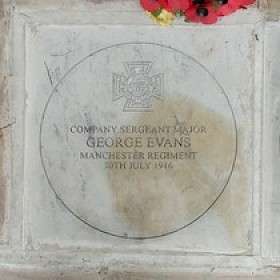 COMPANY SERGEANT MAJOR
GEORGE EVANS
MANCHESTER REGIMENT
30TH JULY 1916